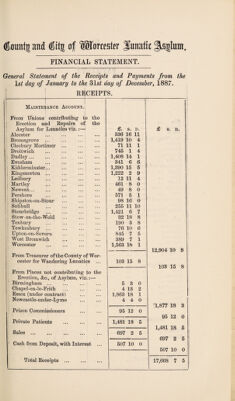 County and City of Worcester Lunatic Asylum,
FINANCIAL STATEMENT.
General Statement of the Receipts and Payments from the
1st day of January to the 31st day of December, 1887.
RECEIPTS.
Maintenance Account. £ s. d. £ s. d.
From Unions contributing to the
Erection and Repairs of the
Asylum for Lunatics viz. :—
Alcester 536 16 11
Bromsgrove 1,419 10 4
Cleobury Mortimer 71 11 1
Droitwich 745 1 4
Dudley 1,408 14 1
Evesham 541 6 5
Kidderminster 1,290 15 5
Kingsnorton 1,222 2 9
Ledbury 12 11 4
Martley 461 8 0
Newent 49 8 0
Pershore 571 5 1
Shipston-on-Stour 98 16 0
Solihull 255 11 10
Stourbridge 1,421 6 7
Stow-on-the-Wold 92 18 8
Tenbury 190 5 8
Tewkesbury 76 10 0
Upton-on-Severn 845 7 5
West Bromwich 389 7 1
Worcester 1,563 18 1
12,904 10 8
From Treasurer of the County of Wor-
cester for Wandering Lunatics 103 15 8
103 15 8
From Places not contributing to the
Erection, &c., of Asylum, viz. :—
Birmingham 5 3 0
Chapel-en-le-Frith 4 15 2
Essex (under contract) 1,863 16 1
Newcastle-under-Lyme 4 4 0
1,877 18 3
Prison Commissioners 95 12 0
95 12 0
Private Patients 1,481 18 5
1,481 18 5
Sales 697 2 5
697 2 5
Cash from Deposit, with Interest 507 10 0
507 10 0
Total Receipts 17,608 7 5